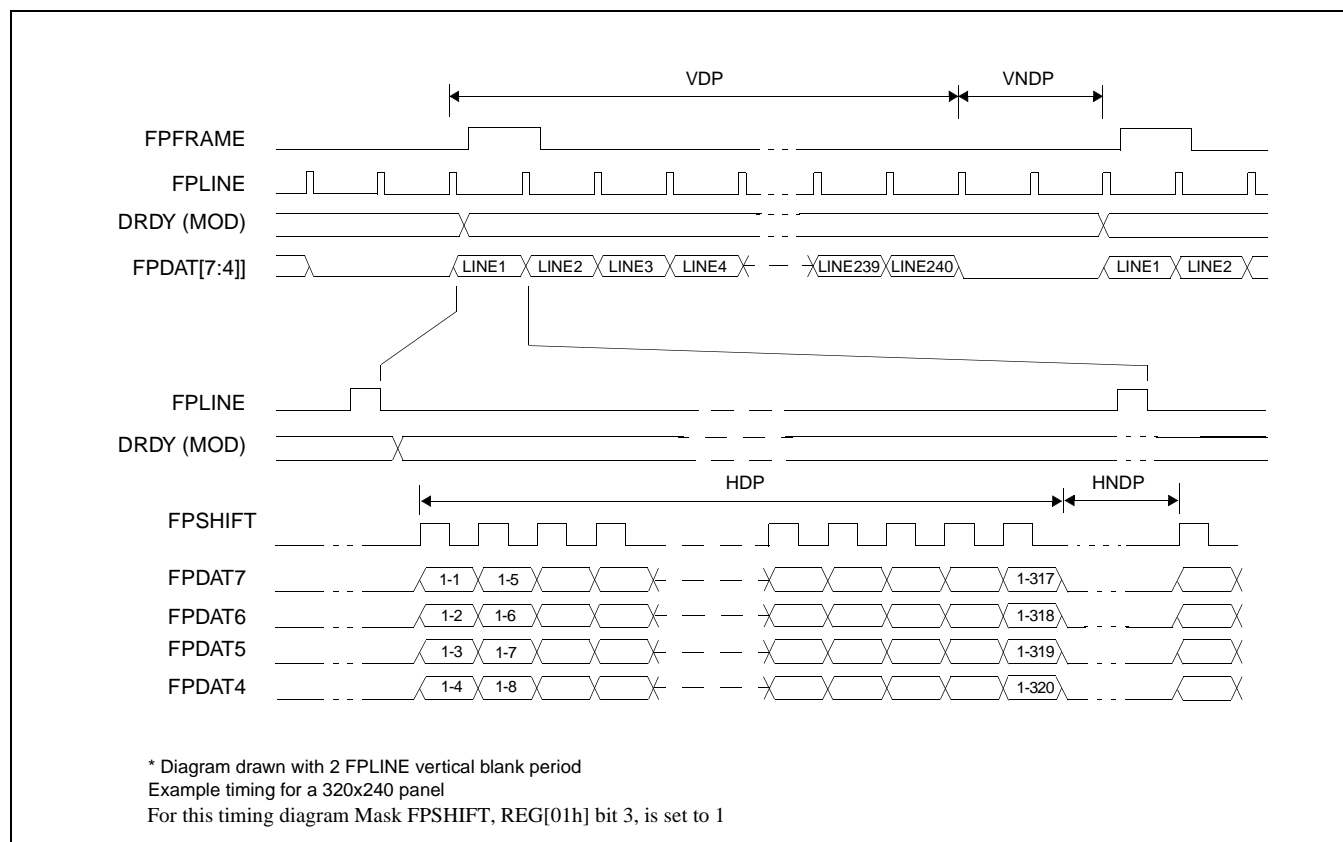 VDP VNDP
FPFRAME
FPLINE
DRDY (MOD)
FPDAT[7:4]] LINE1 LINE2 LINE3 LINE4 LINE239 LINE240 LINE1 LINE2
FPLINE
DRDY (MOD)
HDP HNDP
FPSHIFT
FPDAT7 1-1 1-5 1-317
FPDAT6 1-2 1-6 1-318
FPDAT5 1-3 1-7 1-319
FPDAT4 1-4 1-8 1-320
* Diagram drawn with 2 FPLINE vertical blank period
Example timing for a 320x240 panel
For this timing diagram Mask FPSHIFT, REG[01h] bit 3, is set to 1